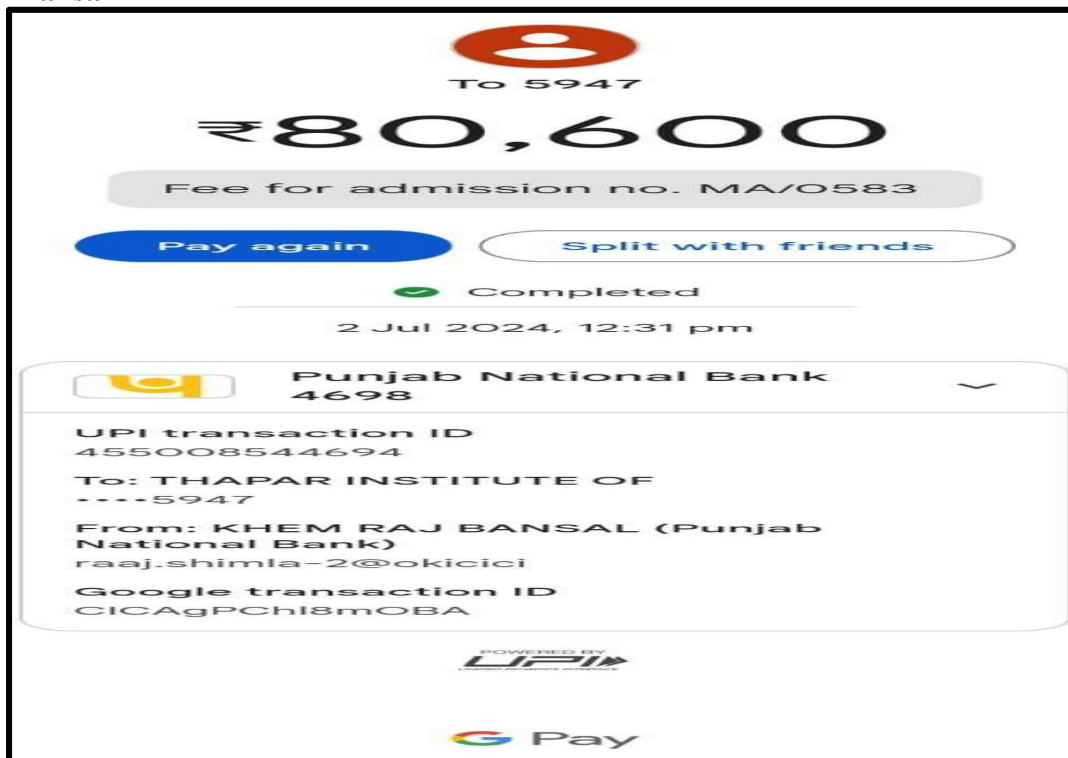 To 5947
₹80,600
Fee for admission no. MA/0583
Pay again
Split with friends
Completed
2 Jul 2024, 12:31 pm
Punjab National Bank
4698
UPI transaction ID
455008544694
To: THAPAR INSTITUTE OF
••••5947
From: KHEM RAJ BANSAL (Punjab
National Bank)
raaj.shimla-2@okicici
Google transaction ID
CICAgPChl8mOBA
POWERED BY
UPI
G Pay